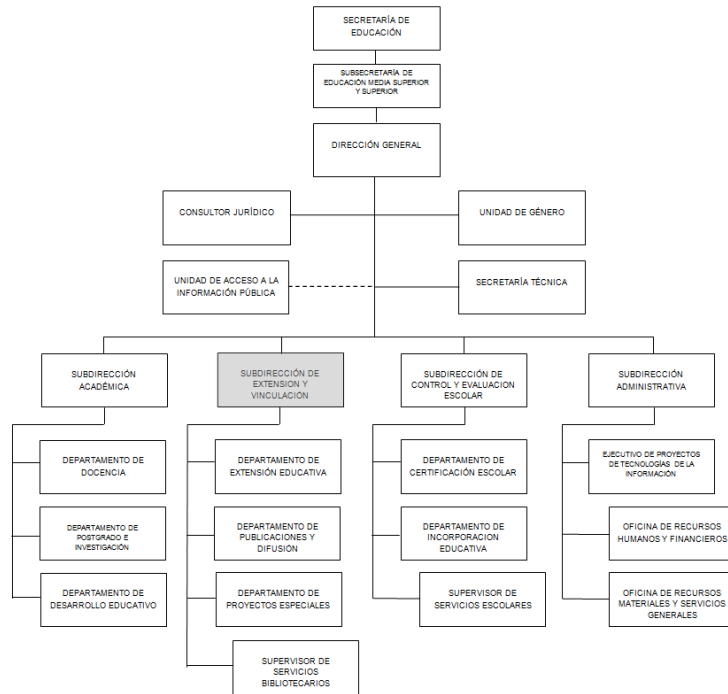 SECRETARÍA DE
EDUCACIÓN
SUBSECRETARÍA DE
EDUCACIÓN MEDIA SUPERIOR
Y SUPERIOR
DIRECCIÓN GENERAL
CONSULTOR JURÍDICO
UNIDAD DE GÉNERO
UNIDAD DE ACCESO A LA
INFORMACIÓN PÚBLICA
SECRETARÍA TÉCNICA
SUBDIRECCIÓN
ACADÉMICA
SUBDIRECCIÓN DE
EXTENSION Y
VINCULACIÓN
SUBDIRECCIÓN DE
CONTROL Y EVALUACION
ESCOLAR
SUBDIRECCIÓN
ADMINISTRATIVA
DEPARTAMENTO DE
DOCENCIA
DEPARTAMENTO DE
EXTENSIÓN EDUCATIVA
DEPARTAMENTO DE
CERTIFICACIÓN ESCOLAR
EJECUTIVO DE PROYECTOS
DE TECNOLOGÍAS DE LA
INFORMACIÓN
DEPARTAMENTO DE
POSTGRADO E
INVESTIGACIÓN
DEPARTAMENTO DE
PUBLICACIONES Y
DIFUSIÓN
DEPARTAMENTO DE
INCORPORACION
EDUCATIVA
OFICINA DE RECURSOS
HUMANOS Y FINANCIEROS
DEPARTAMENTO DE
DESARROLLO EDUCATIVO
DEPARTAMENTO DE
PROYECTOS ESPECIALES
SUPERVISOR DE
SERVICIOS ESCOLARES
OFICINA DE RECURSOS
MATERIALES Y SERVICIOS
GENERALES
SUPERVISOR DE
SERVICIOS
BIBLIOTECARIOS